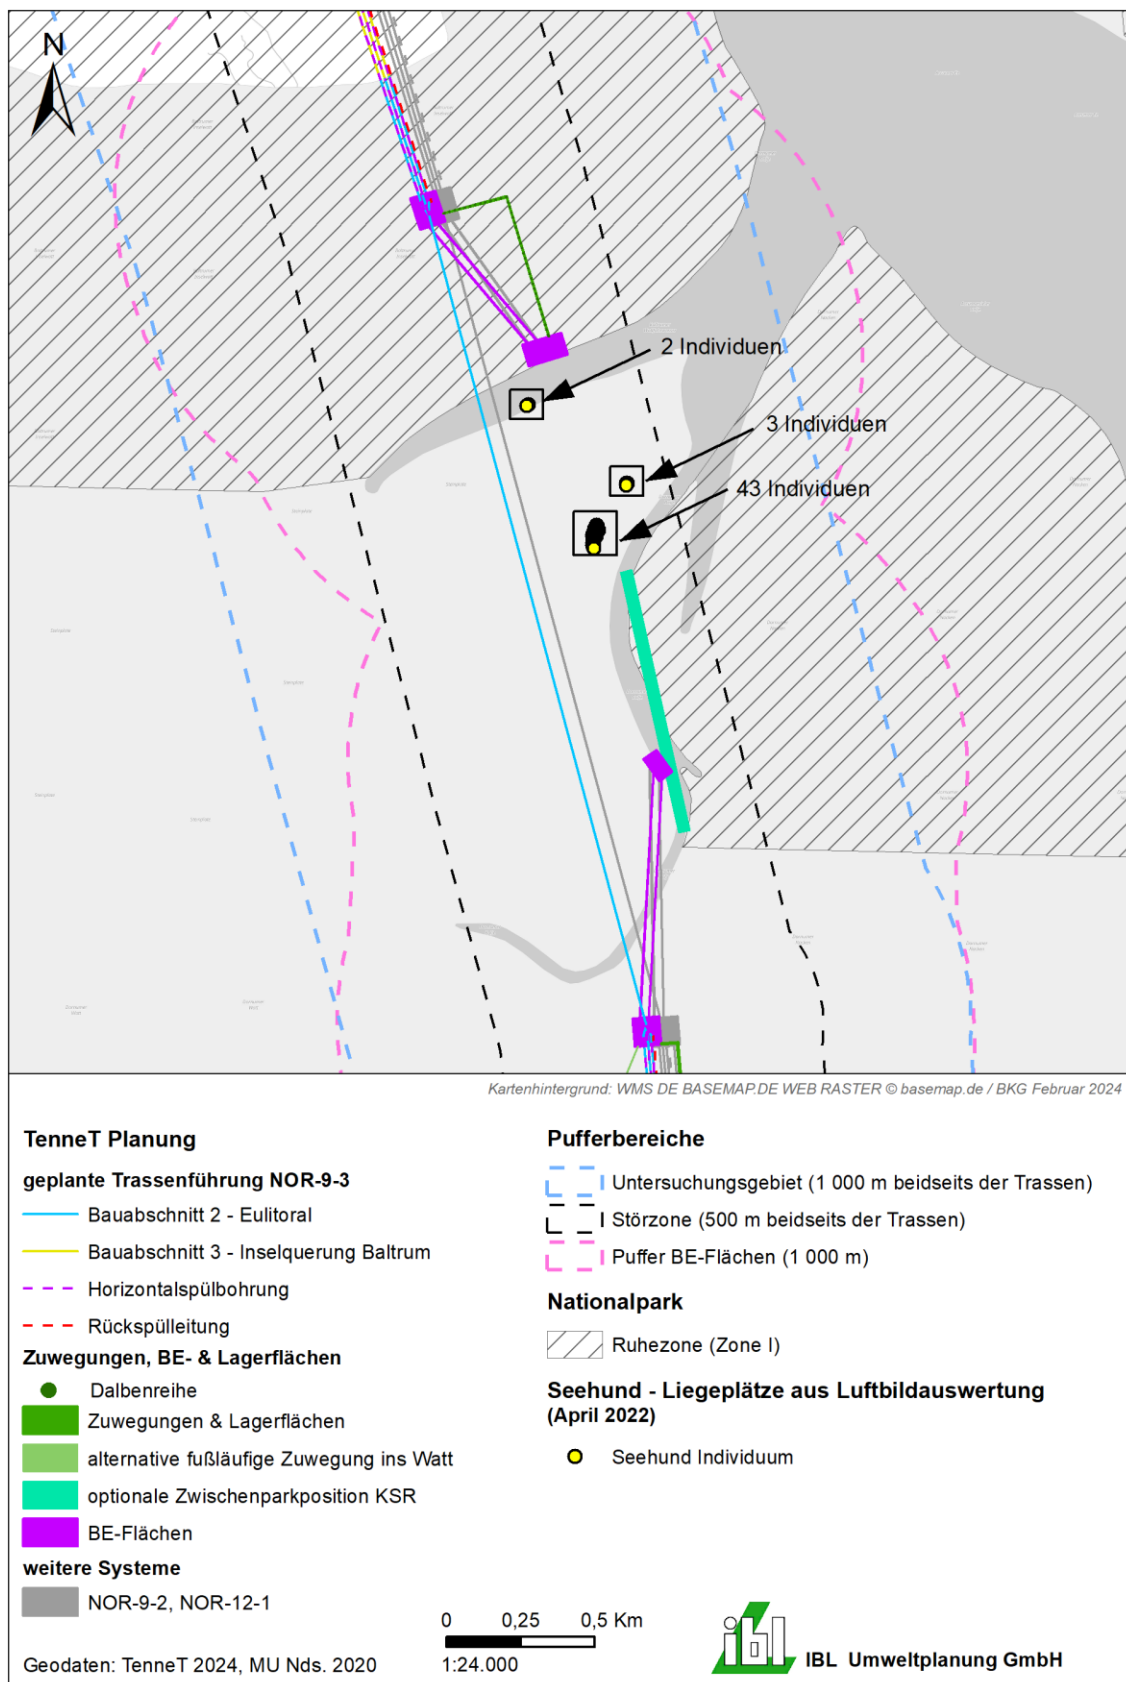 N
2 Individuen
3 Individuen
43 Individuen
Kartenhintergrund: WMS DE BASEMAP.DE WEB RASTER © basemap.de / BKG Februar 2024
TenneT Planung
geplante Trassenführung NOR-9-3
Bauabschnitt 2 - Eulitoral
Bauabschnitt 3 - Inselquerung Baltrum
Horizontalspülbohrung
Rückspülleitung
Zuwegungen, BE- & Lagerflächen
Dalbenreihe
Zuwegungen & Lagerflächen
alternative fußläufige Zuwegung ins Watt
optionale Zwischenparkposition KSR
BE-Flächen
weitere Systeme
NOR-9-2, NOR-12-1
Geodaten: TenneT 2024, MU Nds. 2020
Pufferbereiche
Untersuchungsgebiet (1 000 m beidseits der Trassen)
Störzone (500 m beidseits der Trassen)
Puffer BE-Flächen (1 000 m)
Nationalpark
Ruhezone (Zone I)
Seehund - Liegeplätze aus Luftbildauswertung
(April 2022)
Seehund Individuum
0 0,25 0,5 Km
1:24.000
ibl IBL Umweltplanung GmbH